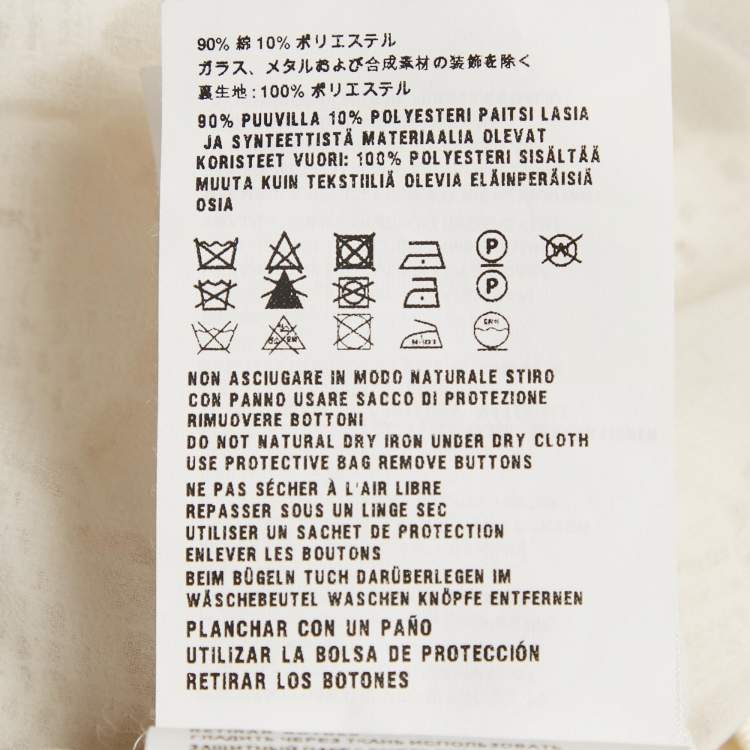 90% 綿 10% ポリエステル
ガラス、メタルおよび合成素材の装飾を除く
裏生地:100% ポリエステル
90% PUUVILLA 10% POLYESTERI PAITSI LASIA
JA SYNTEETTISTÄ MATERIAALIA OLEVAT
KORISTEET VUORI: 100% POLYESTERI SISÄLTÄÄ
MUUTA KUIN TEKSTIILIÄ OLEVIA ELÄINPERÄISIÄ
OSIA
P W
P
NON ASCIUGARE IN MODO NATURALE STIRO
CON PANNO USARE SACCO DI PROTEZIONE
RIMUOVERE BOTTONI
DO NOT NATURAL DRY IRON UNDER DRY CLOTH
USE PROTECTIVE BAG REMOVE BUTTONS
NE PAS SÉCHER À L'AIR LIBRE
REPASSER SOUS UN LINGE SEC
UTILISER UN SACHET DE PROTECTION
ENLEVER LES BOUTONS
BEIM BÜGELN TUCH DARÜBERLEGEN IM
WÄSCHEBEUTEL WASCHEN KNÖPFE ENTFERNEN
PLANCHAR CON UN PAÑO
UTILIZAR LA BOLSA DE PROTECCIÓN
RETIRAR LOS BOTONES
ГЛАДИТЬ ЧЕРЕЗ ТКАНЬ ИСПОЛЬЗОВАТЬ